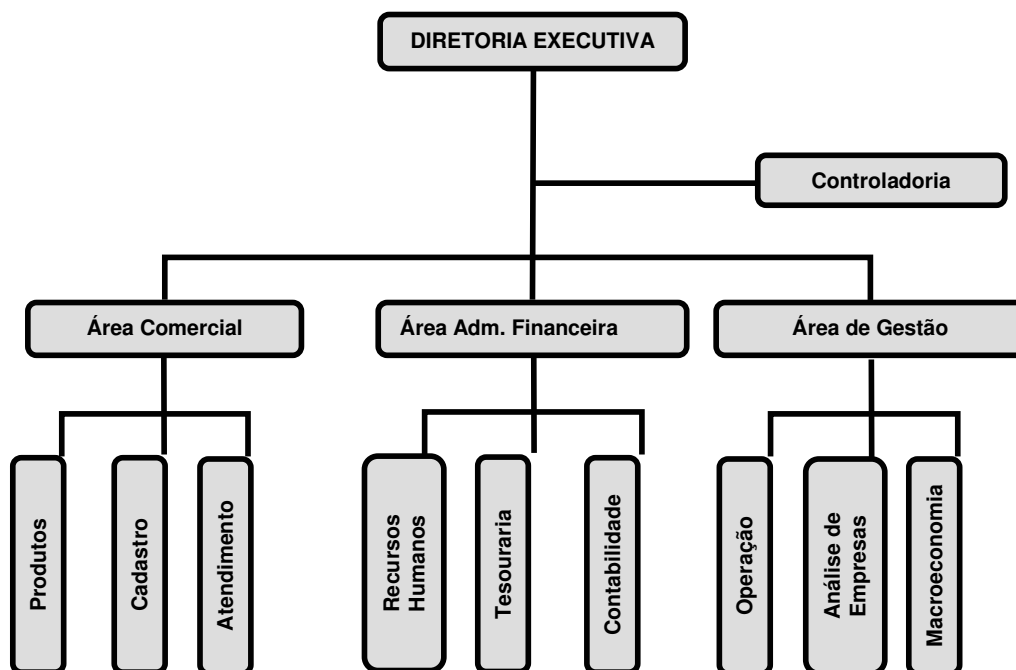 DIRETORIA EXECUTIVA
Controladoria
Área Comercial
Área Adm. Financeira
Área de Gestão
Produtos
Cadastro
Atendimento
Recursos
Humanos
Tesouraria
Contabilidade
Operação
Análise de
Empresas
Macroeconomia